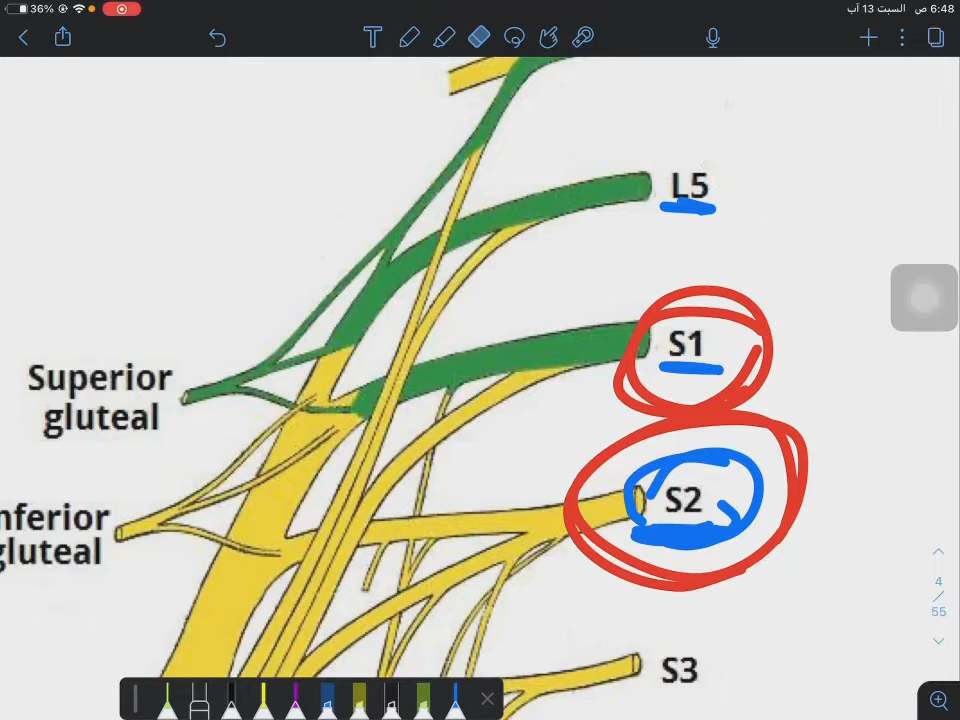 36%
6:48 ص السبت 13 آب
L5
S1
Superior
gluteal
S2
nferior
gluteal
S3
4
/
55